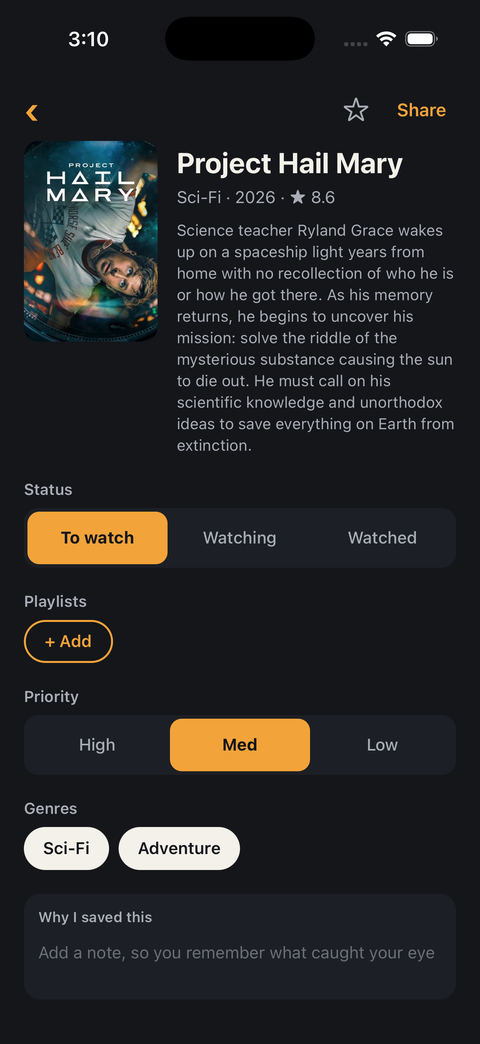 3:10
‹
Share
PROJECT
HAIL
MARY
Project Hail Mary
Sci-Fi · 2026 · ★ 8.6
Science teacher Ryland Grace wakes
up on a spaceship light years from
home with no recollection of who he is
or how he got there. As his memory
returns, he begins to uncover his
mission: solve the riddle of the
mysterious substance causing the sun
to die out. He must call on his
scientific knowledge and unorthodox
ideas to save everything on Earth from
extinction.
Status
To watch Watching Watched
Playlists
+ Add
Priority
High Med Low
Genres
Sci-Fi Adventure
Why I saved this
Add a note, so you remember what caught your eye